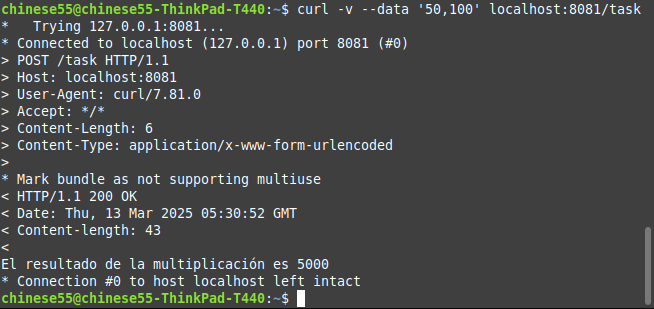 chinese55@chinese55-ThinkPad-T440:~$ curl -v --data '50,100' localhost:8081/task
*   Trying 127.0.0.1:8081...
* Connected to localhost (127.0.0.1) port 8081 (#0)
> POST /task HTTP/1.1
> Host: localhost:8081
> User-Agent: curl/7.81.0
> Accept: */*
> Content-Length: 6
> Content-Type: application/x-www-form-urlencoded
>
* Mark bundle as not supporting multiuse
< HTTP/1.1 200 OK
< Date: Thu, 13 Mar 2025 05:30:52 GMT
< Content-length: 43
<
El resultado de la multiplicación es 5000
* Connection #0 to host localhost left intact
chinese55@chinese55-ThinkPad-T440:~$